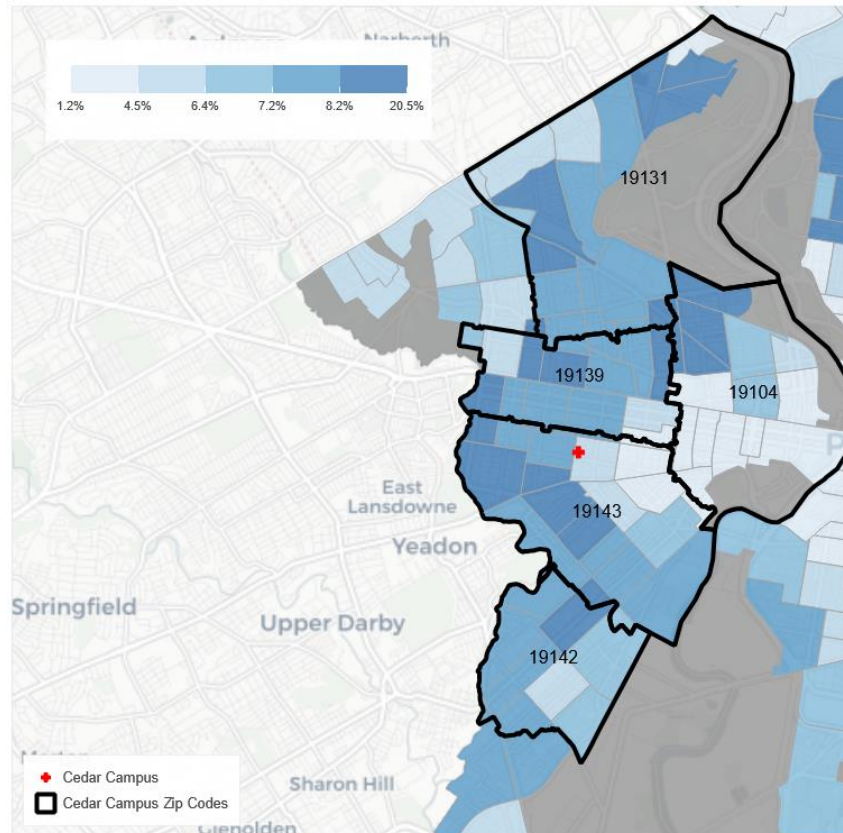 Narberth
1.2%
4.5%
6.4%
7.2%
8.2%
20.5%
19131
19139
19104
P
East
Lansdowne
19143
Yeadon
Springfield
Upper Darby
19142
Cedar Campus
Sharon Hill
Cedar Campus Zip Codes
Glenolden